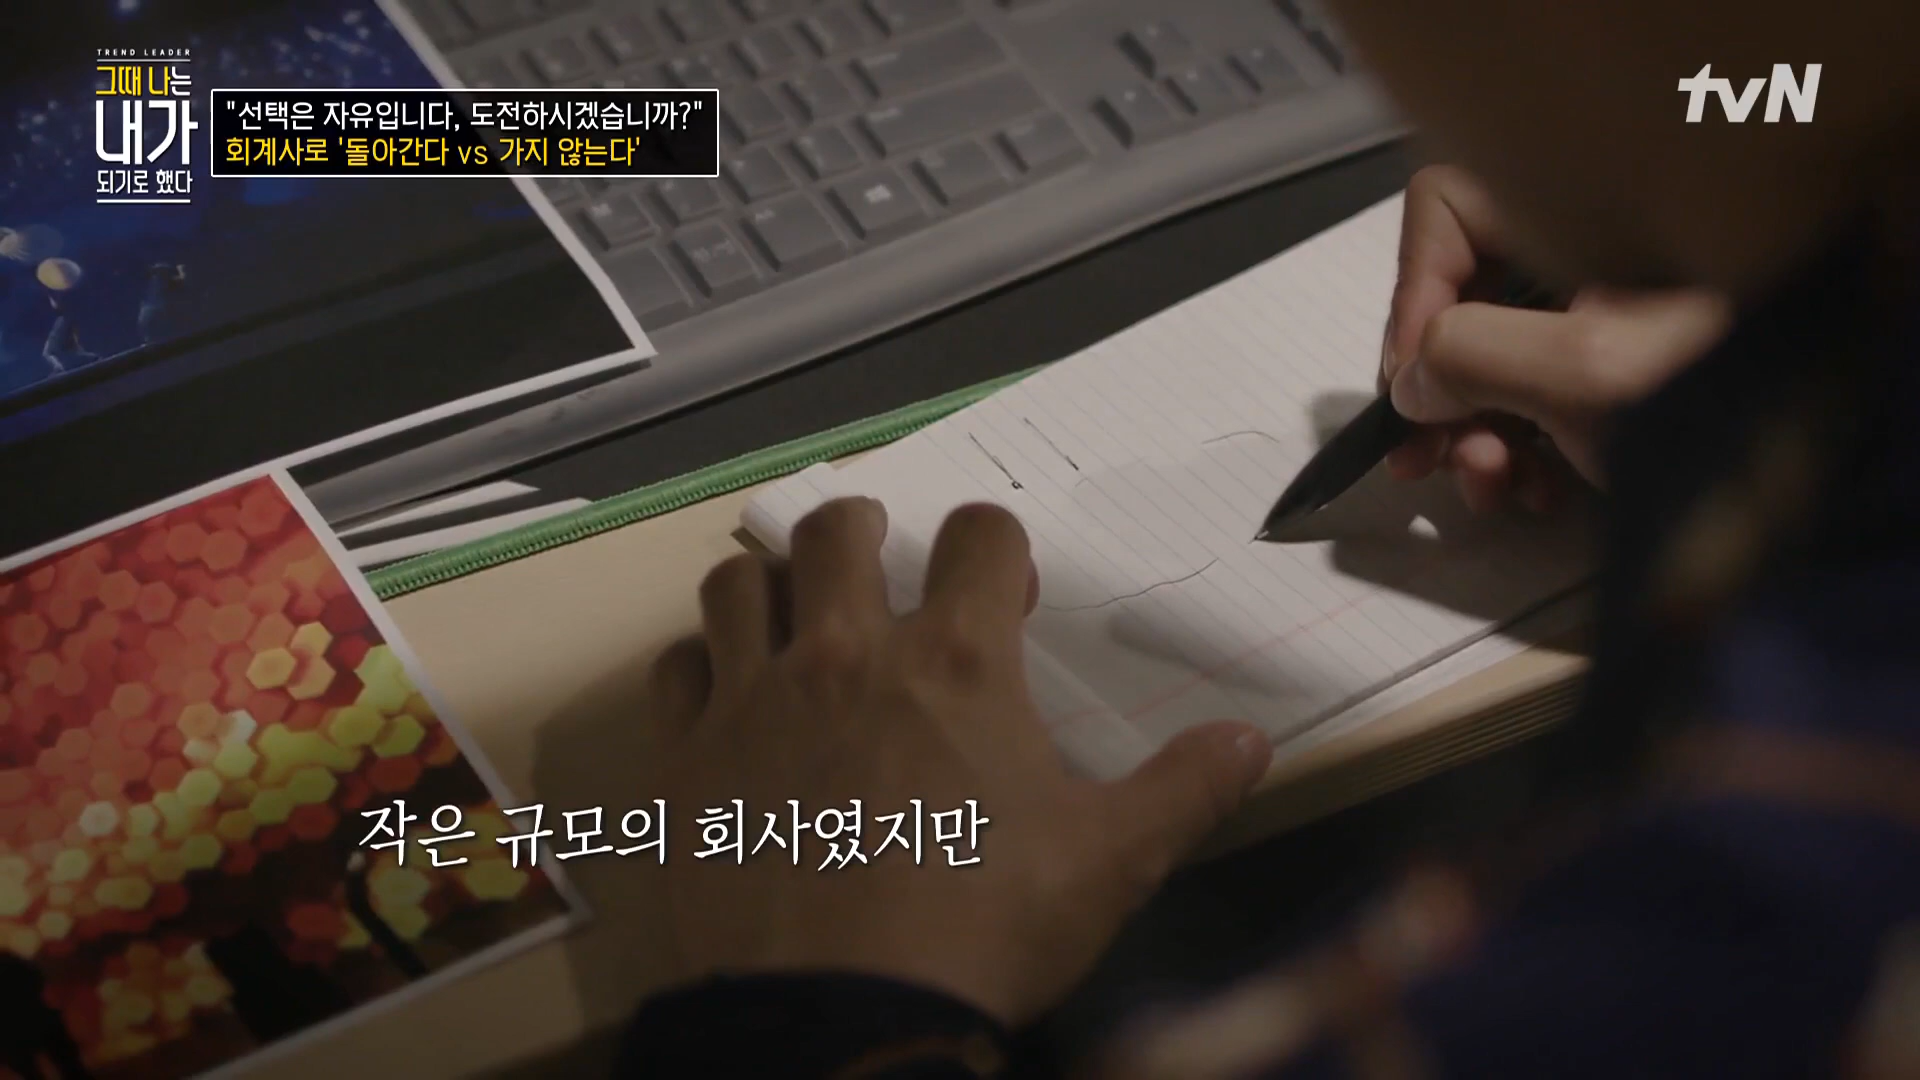 TREND LEADER
그때 나는
내가
되기로 했다
"선택은 자유입니다, 도전하시겠습니까?"
회계사로 '돌아간다 vs 가지 않는다'
tvN
작은 규모의 회사였지만